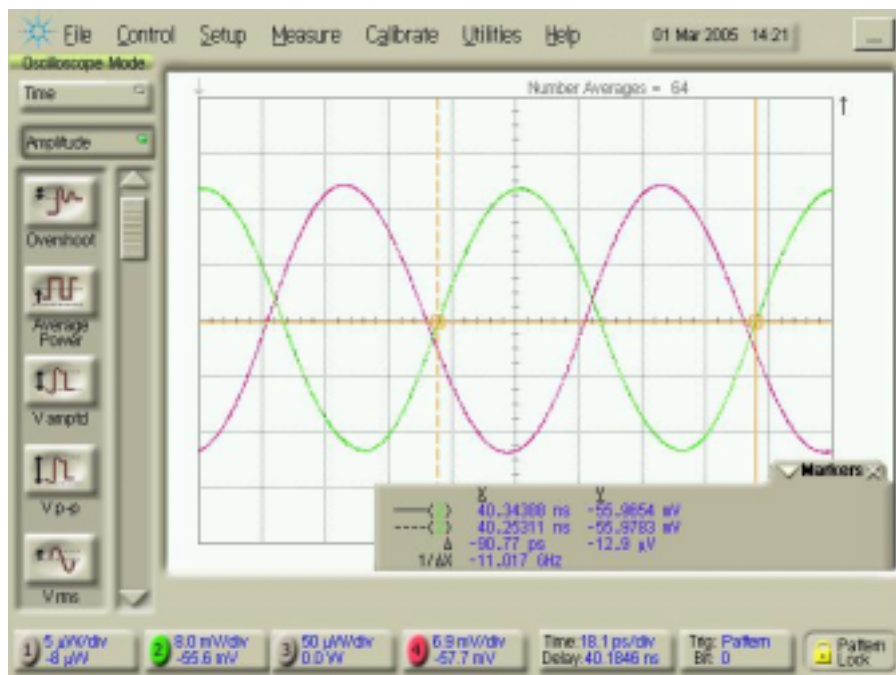 File Control Setup Measure Calibrate Utilities Help 01 Mar 2005 14:21
Oscilloscope Mode
Time
Number Averages = 64
Amplitude
Overshoot
Average
Power
V amptd
V p-p
V rms
Markers
X Y
40.34388 ns -55.9654 mV
40.25311 ns -55.9783 mV
Δ -90.77 ps -12.9 µV
1/ΔX -11.017 GHz
1 5 µW/div 2 8.0 mV/div 3 50 µW/div 4 6.9 mV/div Time:18.1 ps/div Trig: Pattern Pattern
-8 µW -55.6 mV 0.0 W -57.7 mV Delay:40.1846 ns Bit: 0 Lock